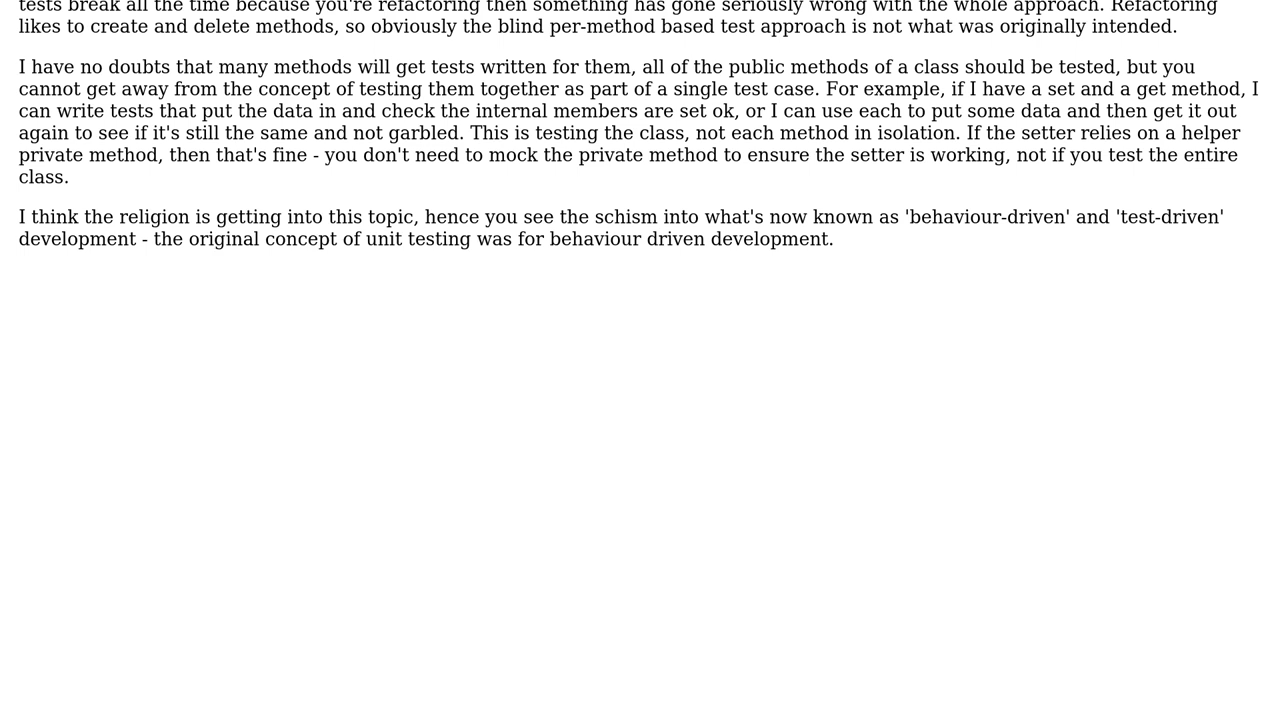 tests break all the time because you're refactoring then something has gone seriously wrong with the whole approach. Refactoring
likes to create and delete methods, so obviously the blind per-method based test approach is not what was originally intended.
I have no doubts that many methods will get tests written for them, all of the public methods of a class should be tested, but you
cannot get away from the concept of testing them together as part of a single test case. For example, if I have a set and a get method, I
can write tests that put the data in and check the internal members are set ok, or I can use each to put some data and then get it out
again to see if it's still the same and not garbled. This is testing the class, not each method in isolation. If the setter relies on a helper
private method, then that's fine - you don't need to mock the private method to ensure the setter is working, not if you test the entire
class.
I think the religion is getting into this topic, hence you see the schism into what's now known as 'behaviour-driven' and 'test-driven'
development - the original concept of unit testing was for behaviour driven development.